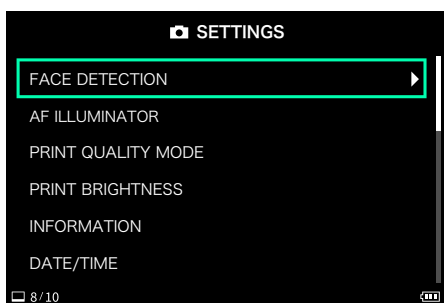 SETTINGS
FACE DETECTION
AF ILLUMINATOR
PRINT QUALITY MODE
PRINT BRIGHTNESS
INFORMATION
DATE/TIME
8/10